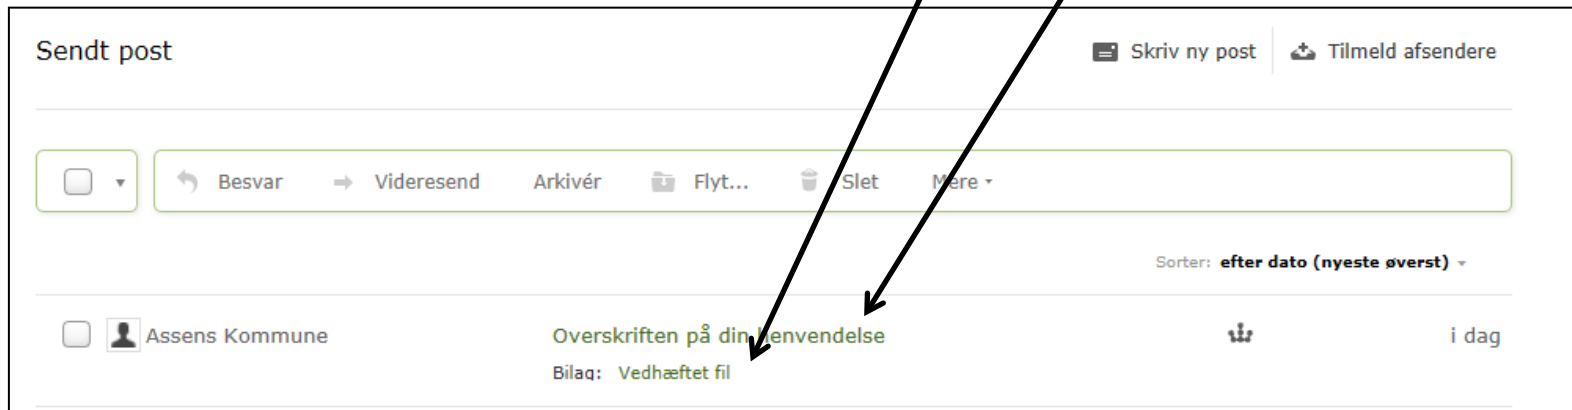 Sendt post
Skriv ny post Tilmeld afsendere
Besvar Videresend Arkivér Flyt... Slet Mere
Sorter: efter dato (nyeste øverst)
Assens Kommune Overskriften på din henvendelse i dag
Bilag: Vedhæftet fil